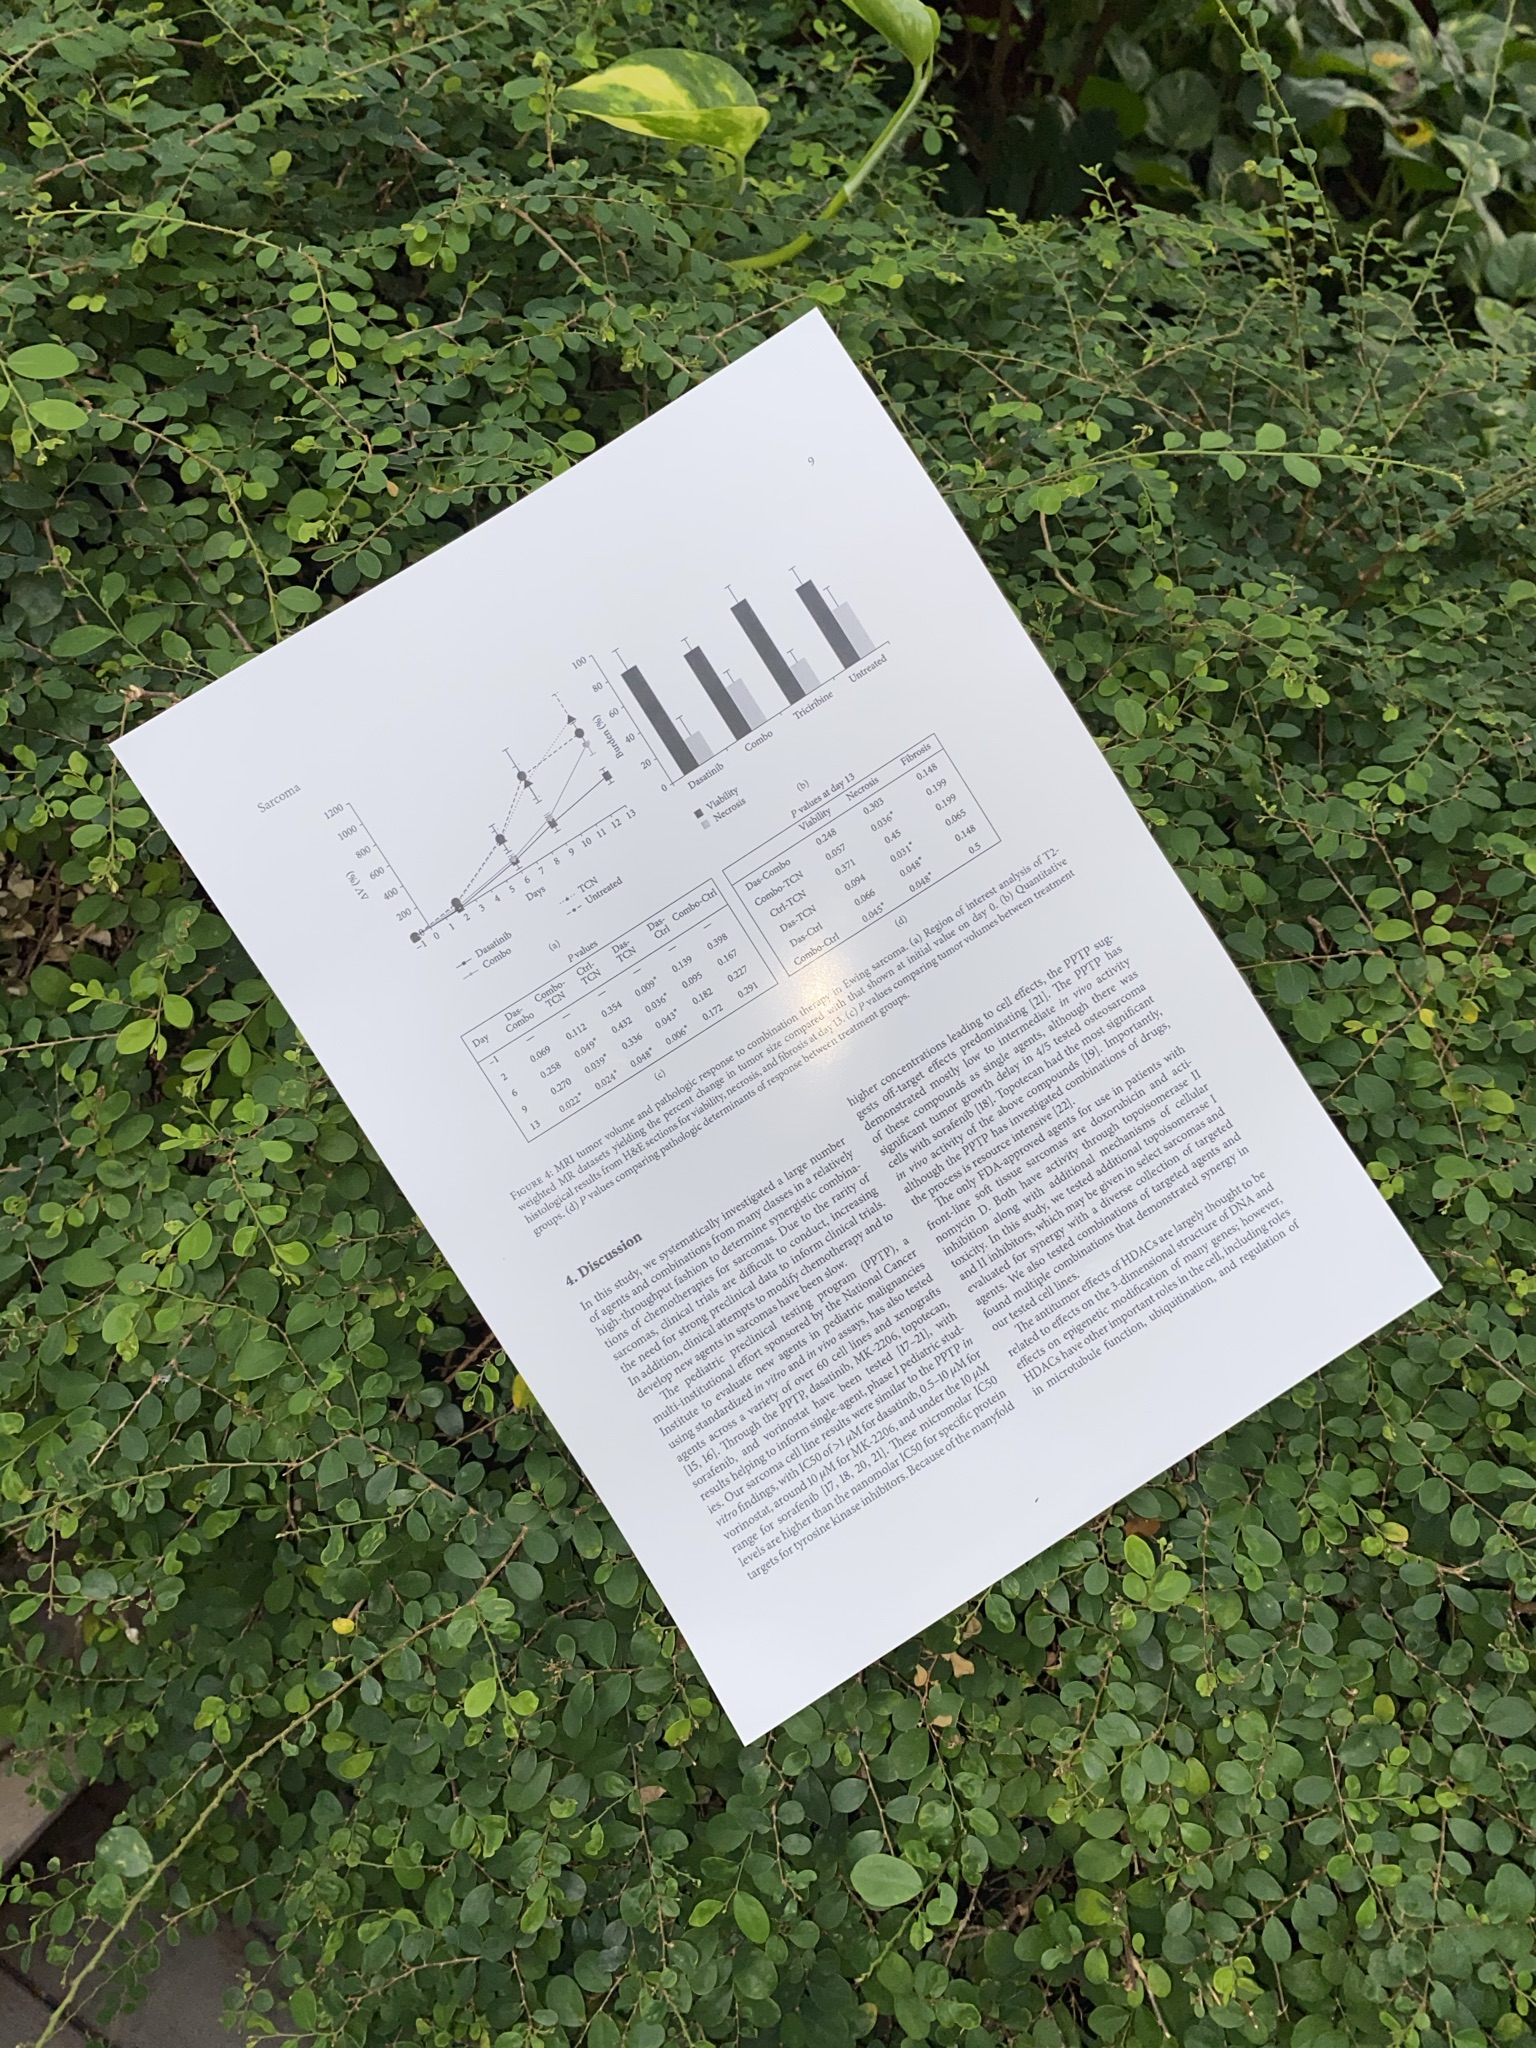 Sarcoma 9
1200
1000
800
600
400
200
0
ΔV (%)
−1 0 1 2 3 4 5 6 7 8 9 10 11 12 13
Days
Dasatinib
Combo
TCN
Untreated
(a)
100
80
60
40
20
0
Burden (%)
Dasatinib Combo Triciribine Untreated
Viability
Necrosis
(b)
P values
Day Das-Combo Combo-TCN Ctrl-TCN Das-TCN Das-Ctrl Combo-Ctrl
−1 — — — — — —
2 0.069 0.112 0.354 0.009* 0.139 0.398
6 0.258 0.049* 0.432 0.036* 0.095 0.167
9 0.270 0.039* 0.336 0.043* 0.182 0.227
13 0.022* 0.024* 0.048* 0.006* 0.172 0.291
(c)
P values at day 13
Viability Necrosis Fibrosis
Das-Combo 0.248 0.303 0.148
Combo-TCN 0.057 0.036* 0.199
Ctrl-TCN 0.371 0.45 0.199
Das-TCN 0.094 0.031* 0.065
Das-Ctrl 0.066 0.048* 0.148
Combo-Ctrl 0.045* 0.048* 0.5
(d)
Figure 4: MRI tumor volume and pathologic response to combination therapy in Ewing sarcoma. (a) Region of interest analysis of T2-
weighted MR datasets yielding the percent change in tumor size compared with that shown at initial value on day 0. (b) Quantitative
histological results from H&E sections for viability, necrosis, and fibrosis at day 13. (c) P values comparing tumor volumes between treatment
groups. (d) P values comparing pathologic determinants of response between treatment groups.
4. Discussion
In this study, we systematically investigated a large number
of agents and combinations from many classes in a relatively
high-throughput fashion to determine synergistic combina-
tions of chemotherapies for sarcomas. Due to the rarity of
sarcomas, clinical trials are difficult to conduct, increasing
the need for strong preclinical data to inform clinical trials.
In addition, clinical attempts to modify chemotherapy and to
develop new agents in sarcomas have been slow.
The pediatric preclinical testing program (PPTP), a
multi-institutional effort sponsored by the National Cancer
Institute to evaluate new agents in pediatric malignancies
using standardized in vitro and in vivo assays, has also tested
agents across a variety of over 60 cell lines and xenografts
[15, 16]. Through the PPTP, dasatinib, MK-2206, topotecan,
sorafenib, and vorinostat have been tested [17–21], with
results helping to inform single-agent, phase I pediatric stud-
ies. Our sarcoma cell line results were similar to the PPTP in
vitro findings, with IC50 of >1 μM for dasatinib 0.5–10 μM for
vorinostat, around 10 μM for MK-2206, and under the 10 μM
range for sorafenib [17, 18, 20, 21]. These micromolar IC50
levels are higher than the nanomolar IC50 for specific protein
targets for tyrosine kinase inhibitors. Because of the manyfold
higher concentrations leading to cell effects, the PPTP sug-
gests off-target effects predominating [21]. The PPTP has
demonstrated mostly low to intermediate in vivo activity
of these compounds as single agents, although there was
significant tumor growth delay in 4/5 tested osteosarcoma
cells with sorafenib [18]. Topotecan had the most significant
in vivo activity of the above compounds [19]. Importantly,
although the PPTP has investigated combinations of drugs,
the process is resource intensive [22].
The only FDA-approved agents for use in patients with
front-line soft tissue sarcomas are doxorubicin and acti-
nomycin D. Both have activity through topoisomerase II
inhibition along with additional mechanisms of cellular
toxicity. In this study, we tested additional topoisomerase I
and II inhibitors, which may be given in select sarcomas and
evaluated for synergy with a diverse collection of targeted
agents. We also tested combinations of targeted agents and
found multiple combinations that demonstrated synergy in
our tested cell lines.
The antitumor effects of HDACs are largely thought to be
related to effects on the 3-dimensional structure of DNA and
effects on epigenetic modification of many genes; however,
HDACs have other important roles in the cell, including roles
in microtubule function, ubiquitination, and regulation of